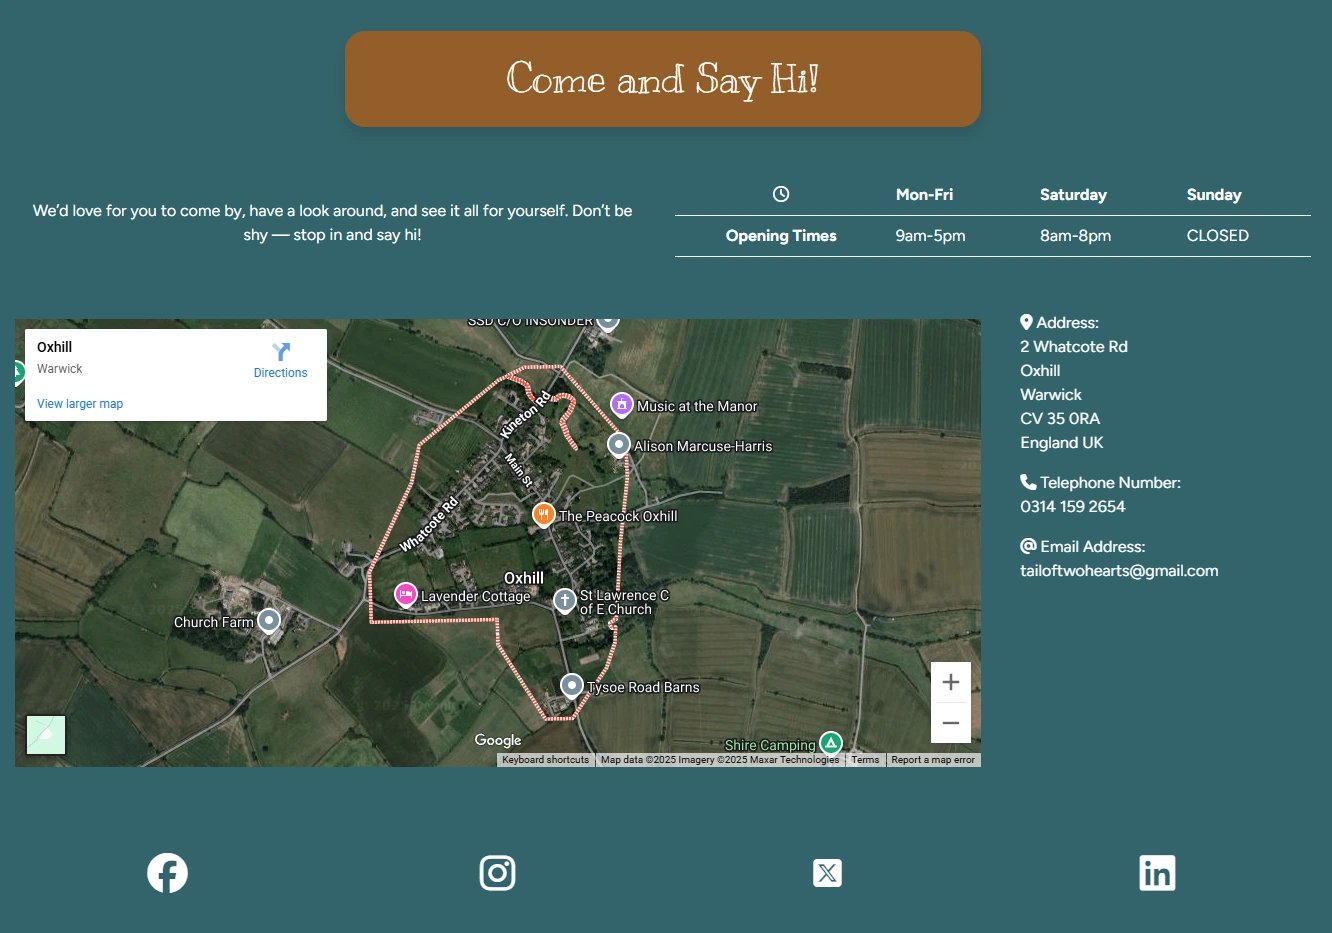 Come and Say Hi!
We'd love for you to come by, have a look around, and see it all for yourself. Don't be
shy — stop in and say hi!
Mon-Fri Saturday Sunday
Opening Times 9am-5pm 8am-8pm CLOSED
Oxhill
Warwick
Directions
View larger map
SSD C/O INSONDER
Kineton Rd
Music at the Manor
Alison Marcuse-Harris
Main St
Whatcote Rd
The Peacock Oxhill
Oxhill
Lavender Cottage
St Lawrence C
of E Church
Church Farm
Tysoe Road Barns
Shire Camping
Google
Keyboard shortcuts Map data ©2025 Imagery ©2025 Maxar Technologies Terms Report a map error
Address:
2 Whatcote Rd
Oxhill
Warwick
CV 35 0RA
England UK
Telephone Number:
0314 159 2654
Email Address:
tailoftwohearts@gmail.com